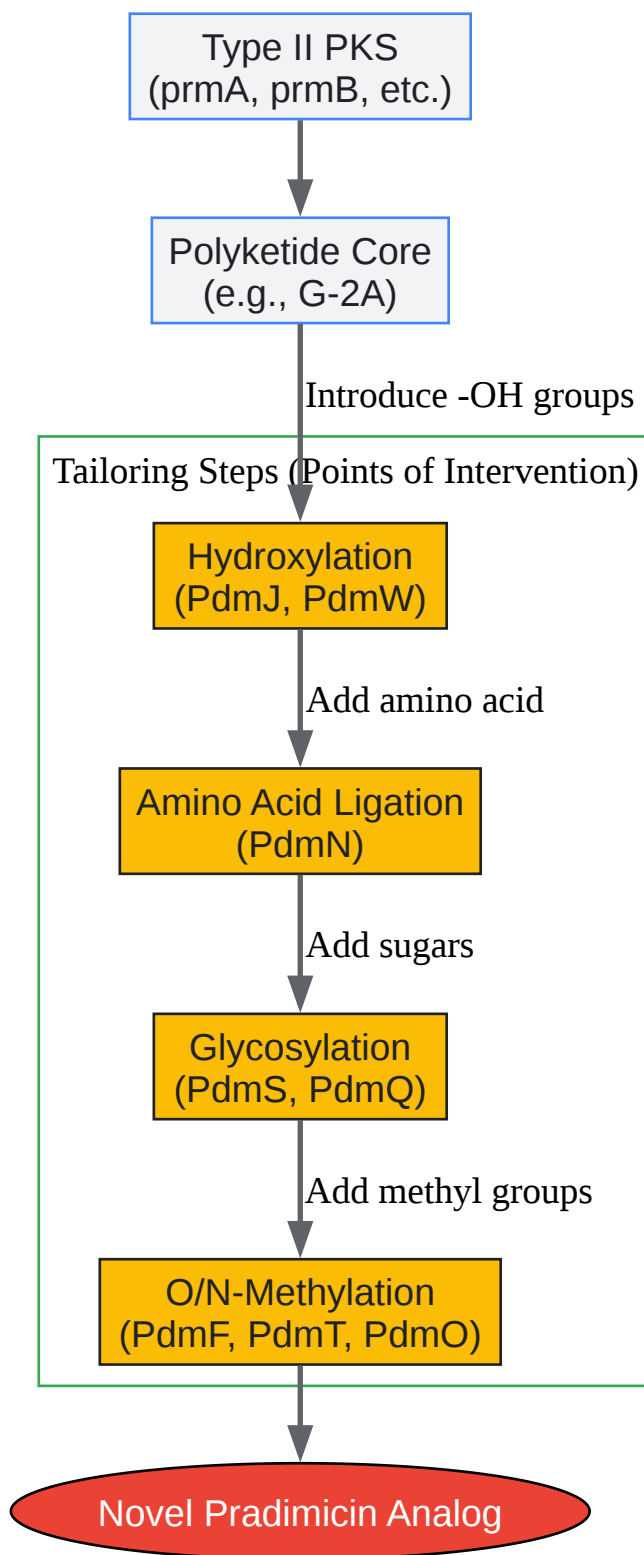 Type II PKS
(prmA, prmB, etc.)
Polyketide Core
(e.g., G-2A)
Introduce -OH groups
Tailoring Steps (Points of Intervention)
Hydroxylation
(PdmJ, PdmW)
Add amino acid
Amino Acid Ligation
(PdmN)
Add sugars
Glycosylation
(PdmS, PdmQ)
Add methyl groups
O/N-Methylation
(PdmF, PdmT, PdmO)
Novel Pradimicin Analog